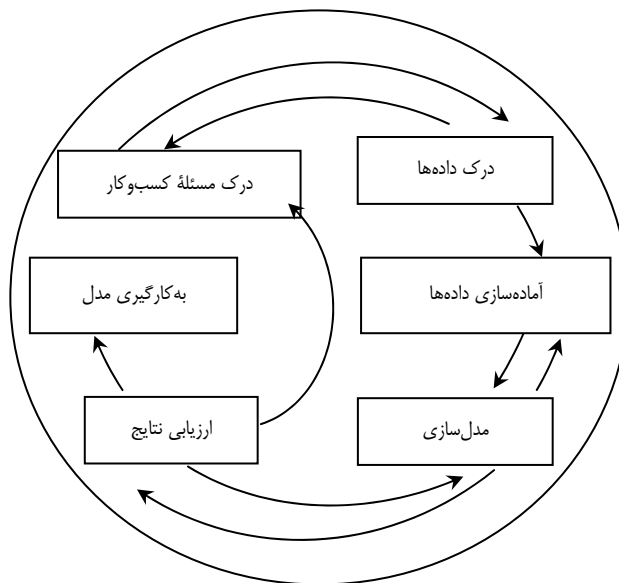 درک داده‌ها
درک مسئلهٔ کسب‌وکار
آماده‌سازی داده‌ها
به‌کارگیری مدل
مدل‌سازی
ارزیابی نتایج